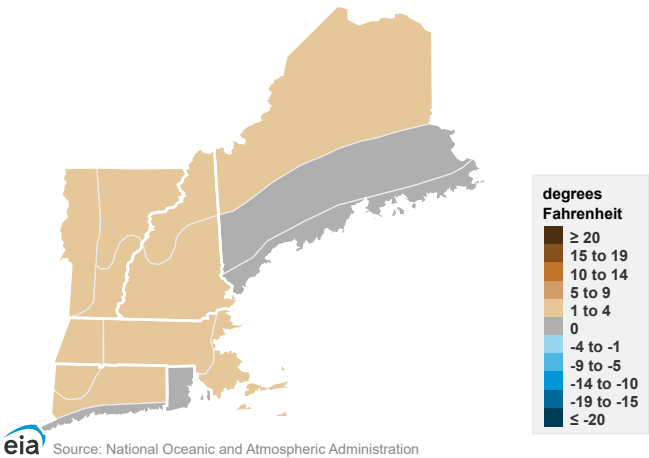 degrees
Fahrenheit
≥ 20
15 to 19
10 to 14
5 to 9
1 to 4
0
-4 to -1
-9 to -5
-14 to -10
-19 to -15
≤ -20
eia
Source: National Oceanic and Atmospheric Administration